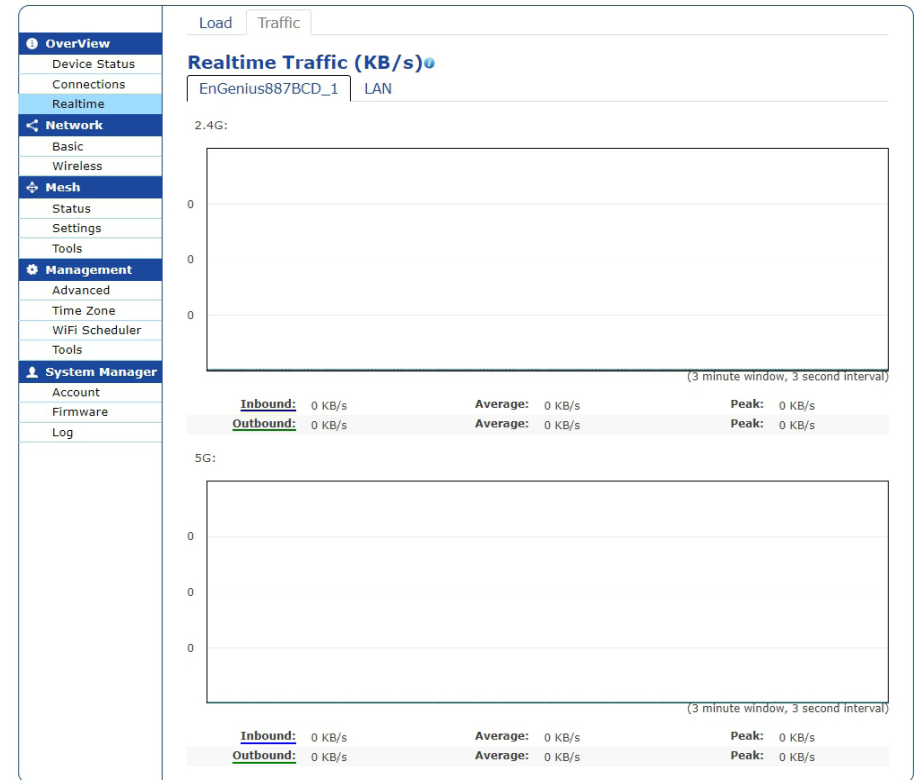 Load Traffic
OverView
Device Status
Connections
Realtime
Network
Basic
Wireless
Mesh
Status
Settings
Tools
Management
Advanced
Time Zone
WiFi Scheduler
Tools
System Manager
Account
Firmware
Log
Realtime Traffic (KB/s)
EnGenius887BCD_1 LAN
2.4G:
0
0
0
(3 minute window, 3 second interval)
Inbound: 0 KB/s Average: 0 KB/s Peak: 0 KB/s
Outbound: 0 KB/s Average: 0 KB/s Peak: 0 KB/s
5G:
0
0
0
(3 minute window, 3 second interval)
Inbound: 0 KB/s Average: 0 KB/s Peak: 0 KB/s
Outbound: 0 KB/s Average: 0 KB/s Peak: 0 KB/s